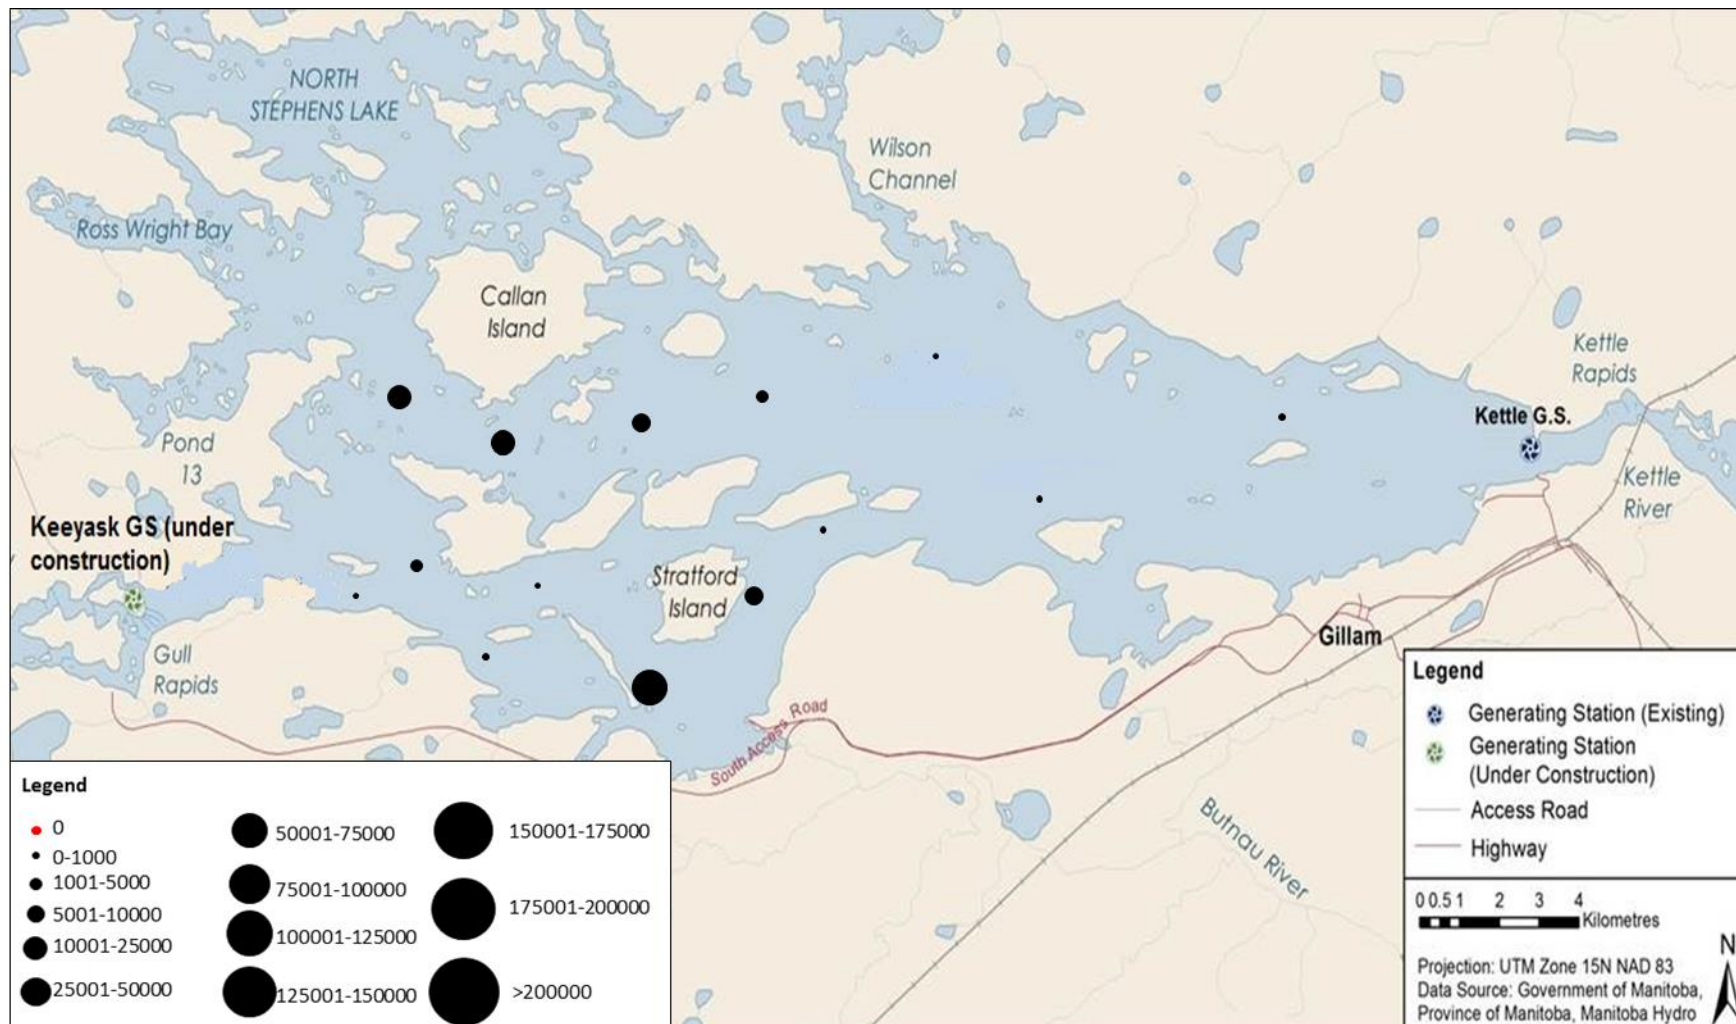 NORTH
STEPHENS LAKE
Wilson
Channel
Ross Wright Bay
Callan
Island
Kettle
Rapids
Kettle G.S.
Pond
13
Kettle
River
Keeyask GS (under
construction)
Stratford
Island
Gillam
Gull
Rapids
South Access Road
Butnau River
Legend
0
0-1000
1001-5000
5001-10000
10001-25000
25001-50000
50001-75000
75001-100000
100001-125000
125001-150000
150001-175000
175001-200000
>200000
Legend
Generating Station (Existing)
Generating Station
(Under Construction)
Access Road
Highway
0 0.5 1 2 3 4
Kilometres
N
Projection: UTM Zone 15N NAD 83
Data Source: Government of Manitoba,
Province of Manitoba, Manitoba Hydro